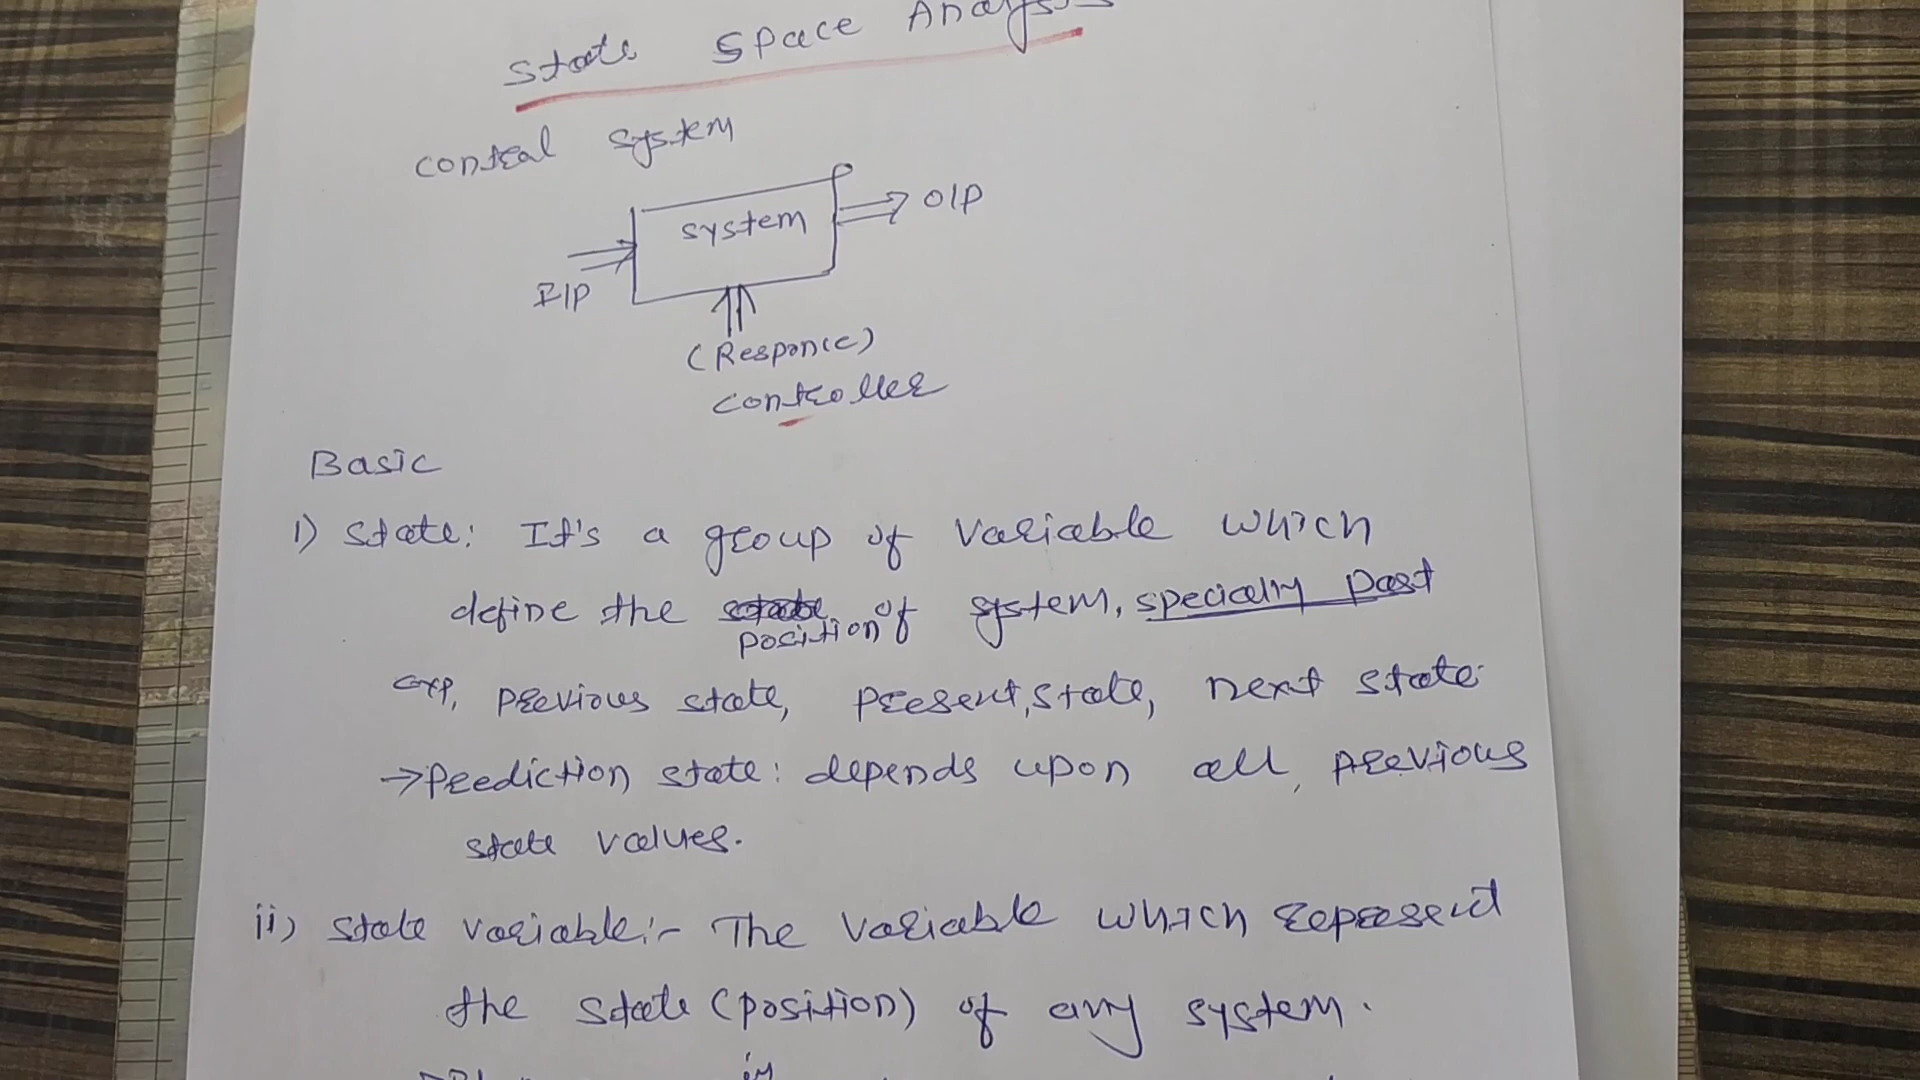 State Space Analysis
control system
system
O/P
I/P
(Responce)
controller
Basic
i) State: It's a group of Variable which
define the state position of system, specially past
exp, previous state, present, state, next state.
→ Prediction state: depends upon all, previous
state values.
ii) State variable:- The Variable which represent
the state (position) of any system.